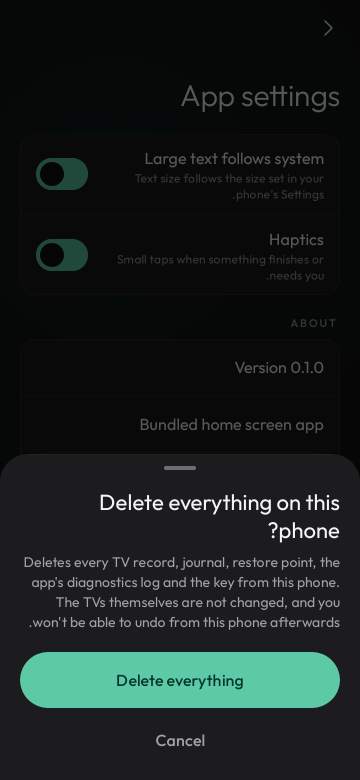 App settings
Large text follows system
Text size follows the size set in your
phone's Settings.
Haptics
Small taps when something finishes or
needs you.
ABOUT
Version 0.1.0
Bundled home screen app
Delete everything on this
phone?
Deletes every TV record, journal, restore point, the
app's diagnostics log and the key from this phone.
The TVs themselves are not changed, and you
won't be able to undo from this phone afterwards.
Delete everything
Cancel